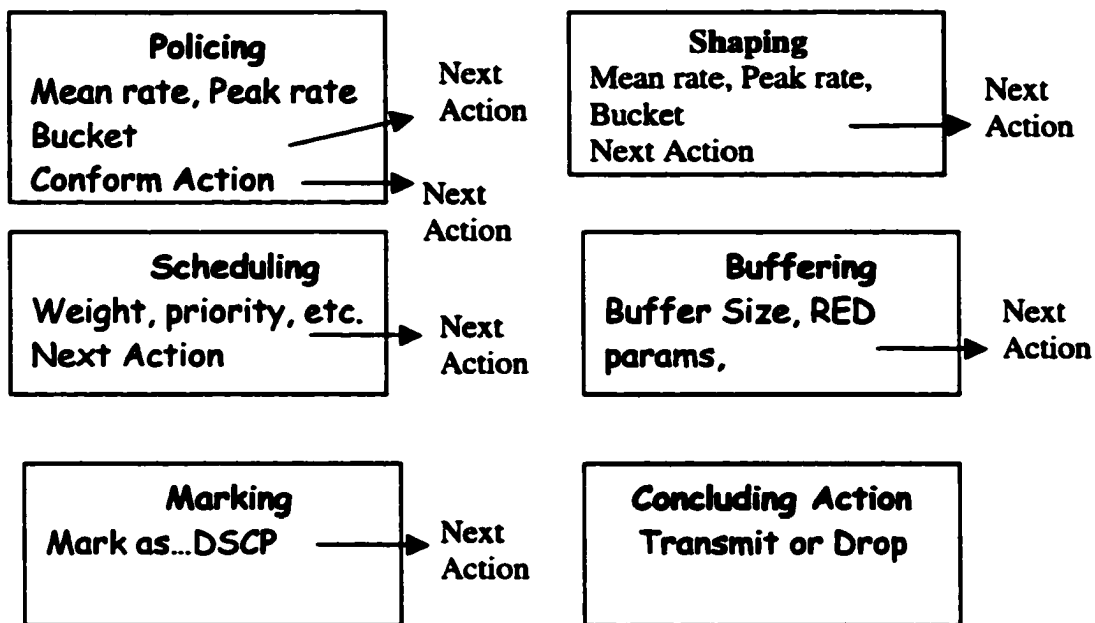 Policing
Mean rate, Peak rate
Bucket
Conform Action
Next
Action
Next
Action
Shaping
Mean rate, Peak rate,
Bucket
Next Action
Next
Action
Scheduling
Weight, priority, etc.
Next Action
Next
Action
Buffering
Buffer Size, RED
params,
Next
Action
Marking
Mark as...DSCP
Next
Action
Concluding Action
Transmit or Drop